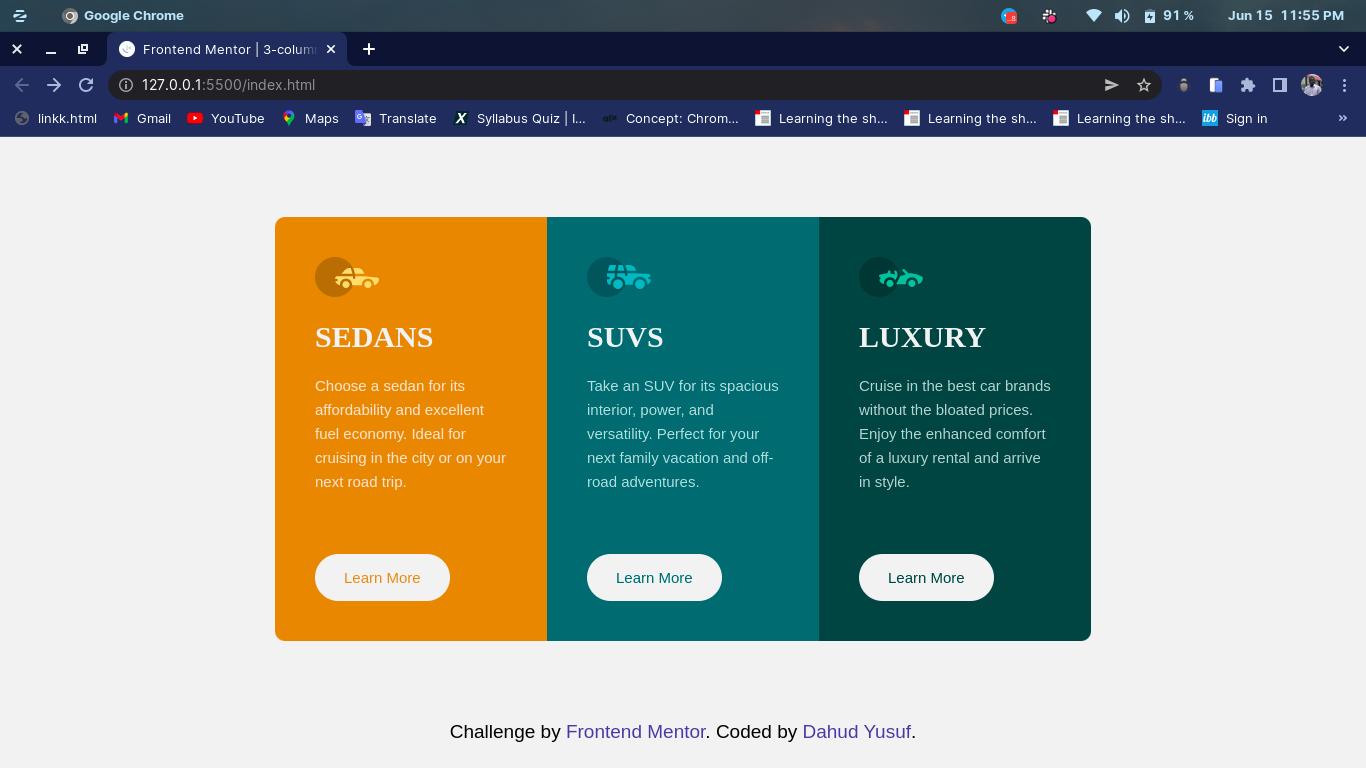 Google Chrome
91 %
Jun 15 11:55 PM
Frontend Mentor | 3-colum
127.0.0.1:5500/index.html
linkk.html Gmail YouTube Maps Translate Syllabus Quiz | I... Concept: Chrom... Learning the sh... Learning the sh... Learning the sh... ibb Sign in
SEDANS
Choose a sedan for its
affordability and excellent
fuel economy. Ideal for
cruising in the city or on your
next road trip.
Learn More
SUVS
Take an SUV for its spacious
interior, power, and
versatility. Perfect for your
next family vacation and off-
road adventures.
Learn More
LUXURY
Cruise in the best car brands
without the bloated prices.
Enjoy the enhanced comfort
of a luxury rental and arrive
in style.
Learn More
Challenge by Frontend Mentor. Coded by Dahud Yusuf.